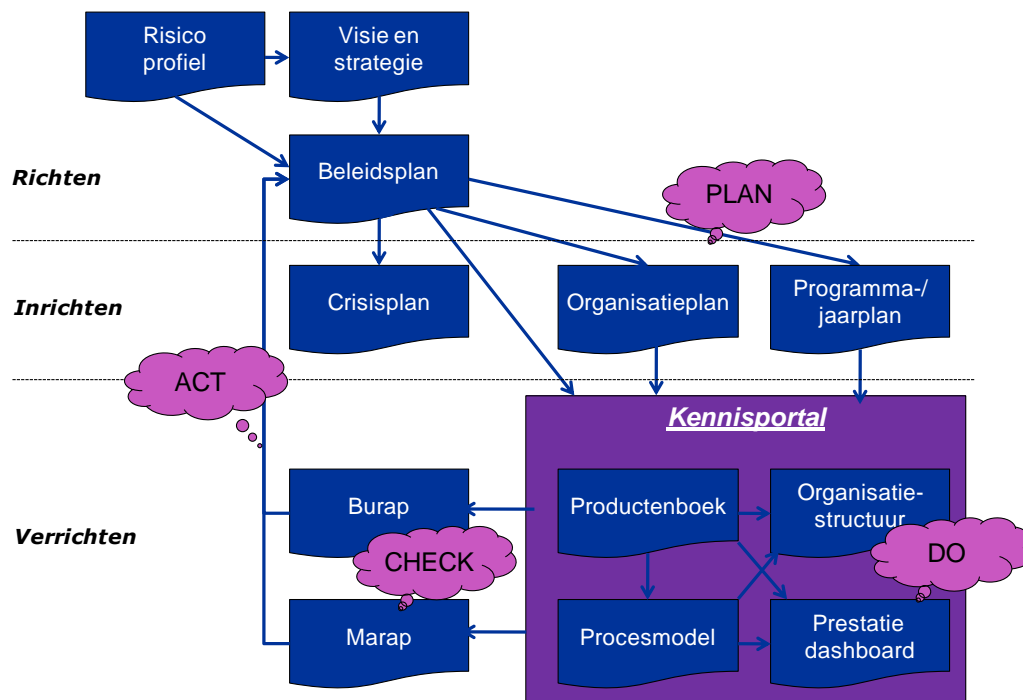 Risico
profiel
Visie en
strategie
Richten
Beleidsplan
PLAN
Inrichten
Crisisplan
Organisatieplan
Programma-/
jaarplan
ACT
Kennisportal
Verrichten
Burap
Productenboek
Organisatie-
structuur
CHECK
DO
Marap
Procesmodel
Prestatie
dashboard